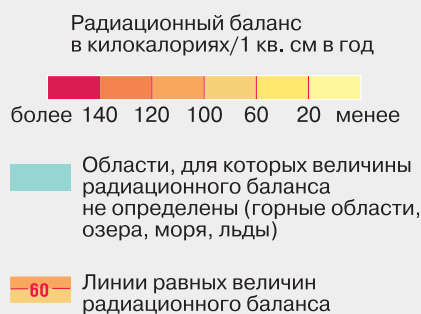 Радиационный баланс
в килокалориях/1 кв. см в год
более 140 120 100 60 20 менее
Области, для которых величины
радиационного баланса
не определены (горные области,
озера, моря, льды)
60
Линии равных величин
радиационного баланса